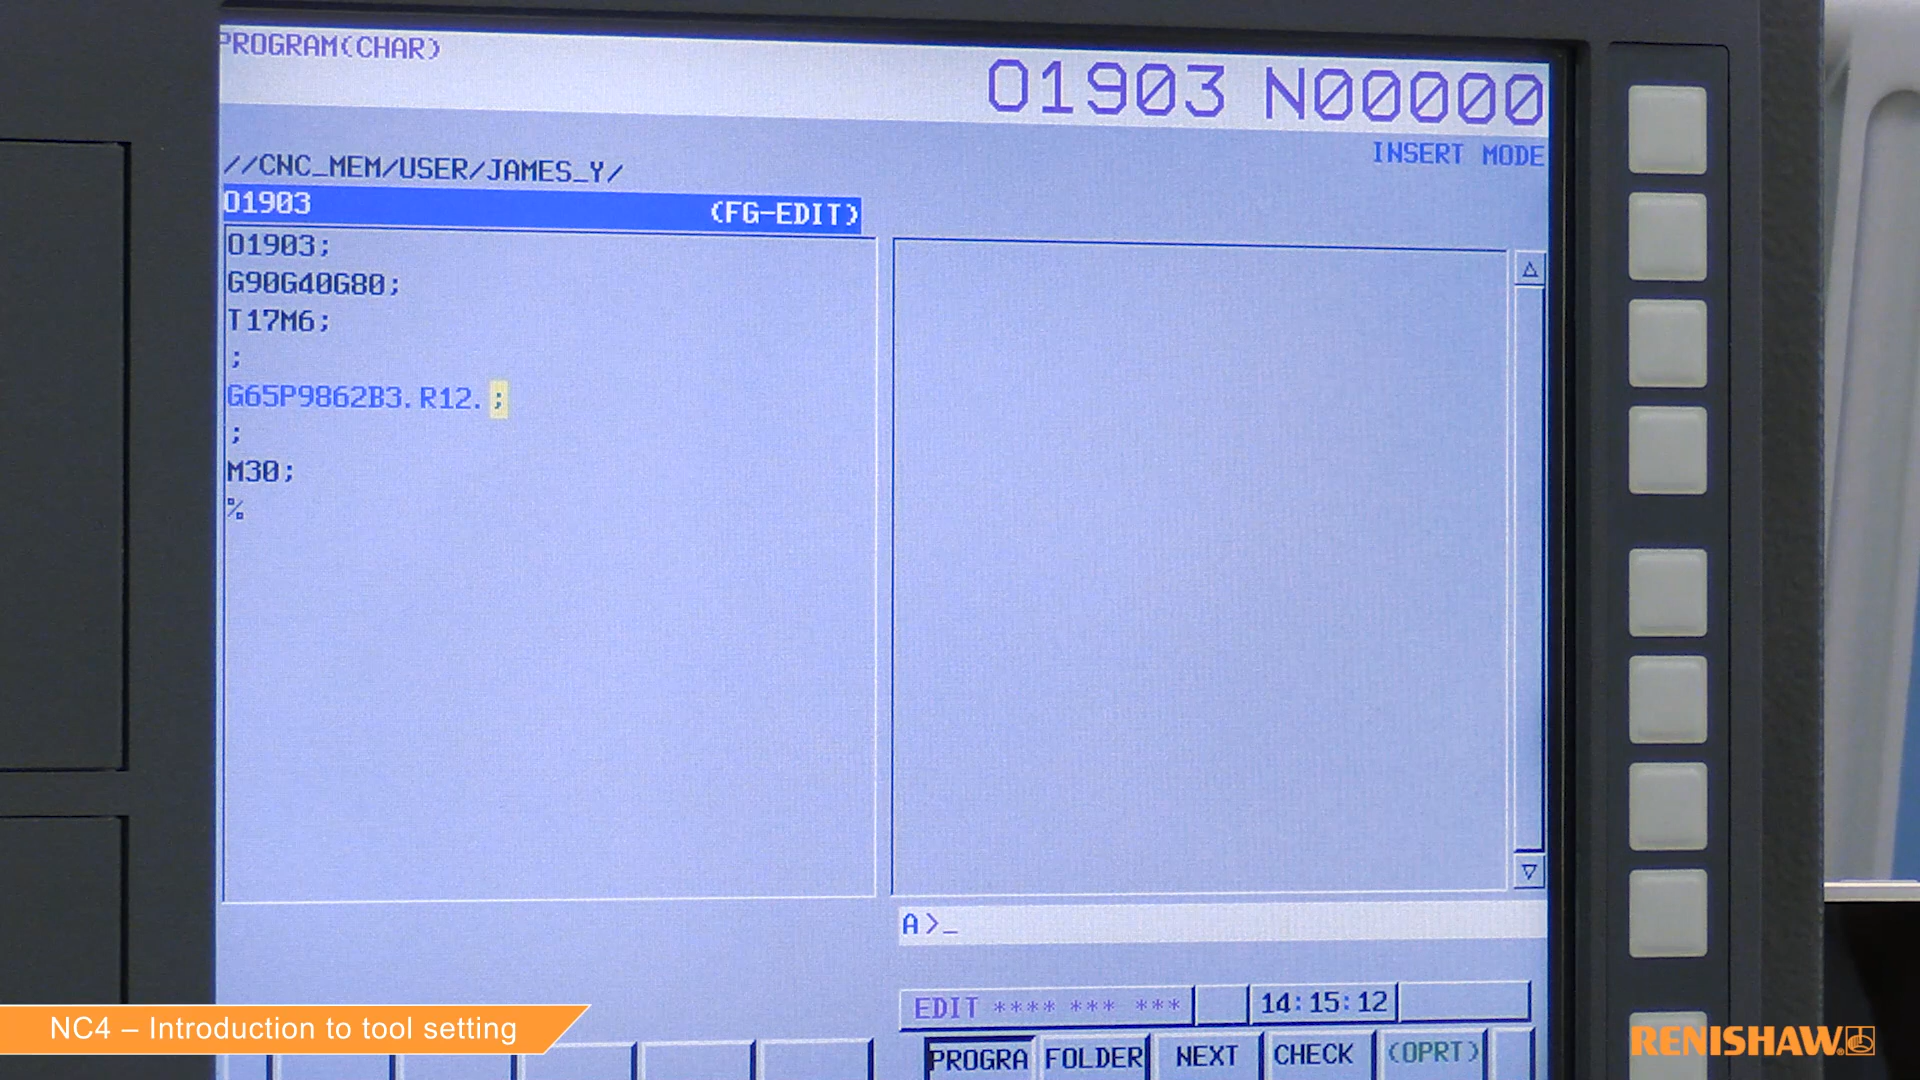 PROGRAM(CHAR)
O1903 N00000
INSERT MODE
//CNC_MEM/USER/JAMES_Y/
O1903 (FG-EDIT)
O1903;
G90G40G80;
T17M6;
;
G65P9862B3.R12.;
;
M30;
%
A>_
EDIT **** *** ***
14:15:12
PROGRA FOLDER NEXT CHECK (OPRT)
NC4 – Introduction to tool setting
RENISHAW